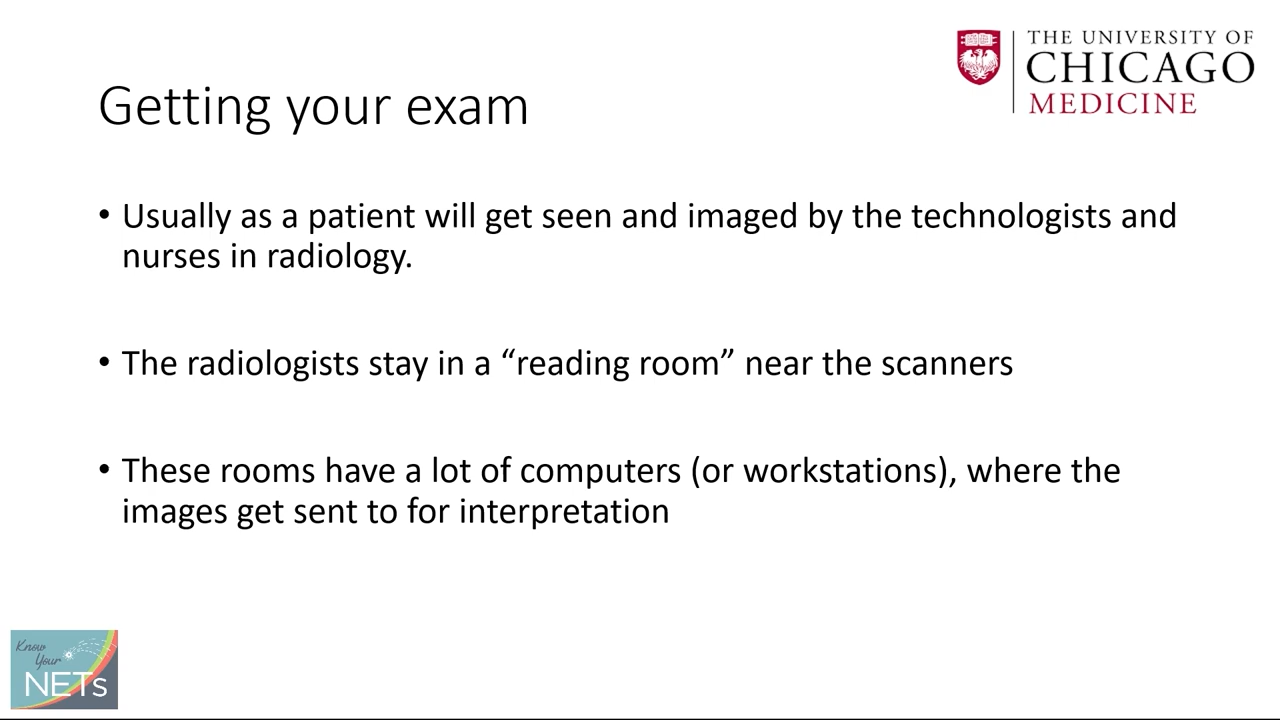 THE UNIVERSITY OF
CHICAGO
MEDICINE
Getting your exam
• Usually as a patient will get seen and imaged by the technologists and
nurses in radiology.
• The radiologists stay in a “reading room” near the scanners
• These rooms have a lot of computers (or workstations), where the
images get sent to for interpretation
Know
Your
NETs